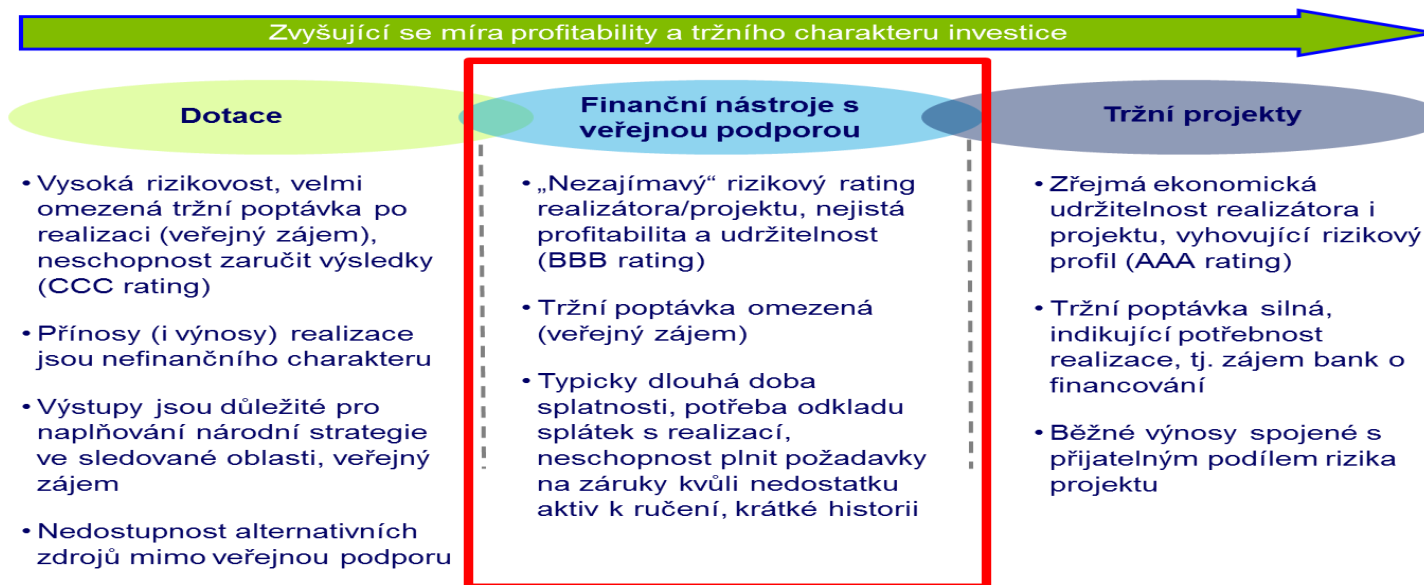 Zvyšující se míra profitability a tržního charakteru investice
Dotace
• Vysoká rizikovost, velmi
omezená tržní poptávka po
realizaci (veřejný zájem),
neschopnost zaručit výsledky
(CCC rating)
• Přínosy (i výnosy) realizace
jsou nefinančního charakteru
• Výstupy jsou důležité pro
naplňování národní strategie
ve sledované oblasti, veřejný
zájem
• Nedostupnost alternativních
zdrojů mimo veřejnou podporu
Finanční nástroje s
veřejnou podporou
• „Nezajímavý“ rizikový rating
realizátora/projektu, nejistá
profitabilita a udržitelnost
(BBB rating)
• Tržní poptávka omezená
(veřejný zájem)
• Typicky dlouhá doba
splatnosti, potřeba odkladu
splátek s realizací,
neschopnost plnit požadavky
na záruky kvůli nedostatku
aktiv k ručení, krátké historii
Tržní projekty
• Zřejmá ekonomická
udržitelnost realizátora i
projektu, vyhovující rizikový
profil (AAA rating)
• Tržní poptávka silná,
indikující potřebnost
realizace, tj. zájem bank o
financování
• Běžné výnosy spojené s
přijatelným podílem rizika
projektu